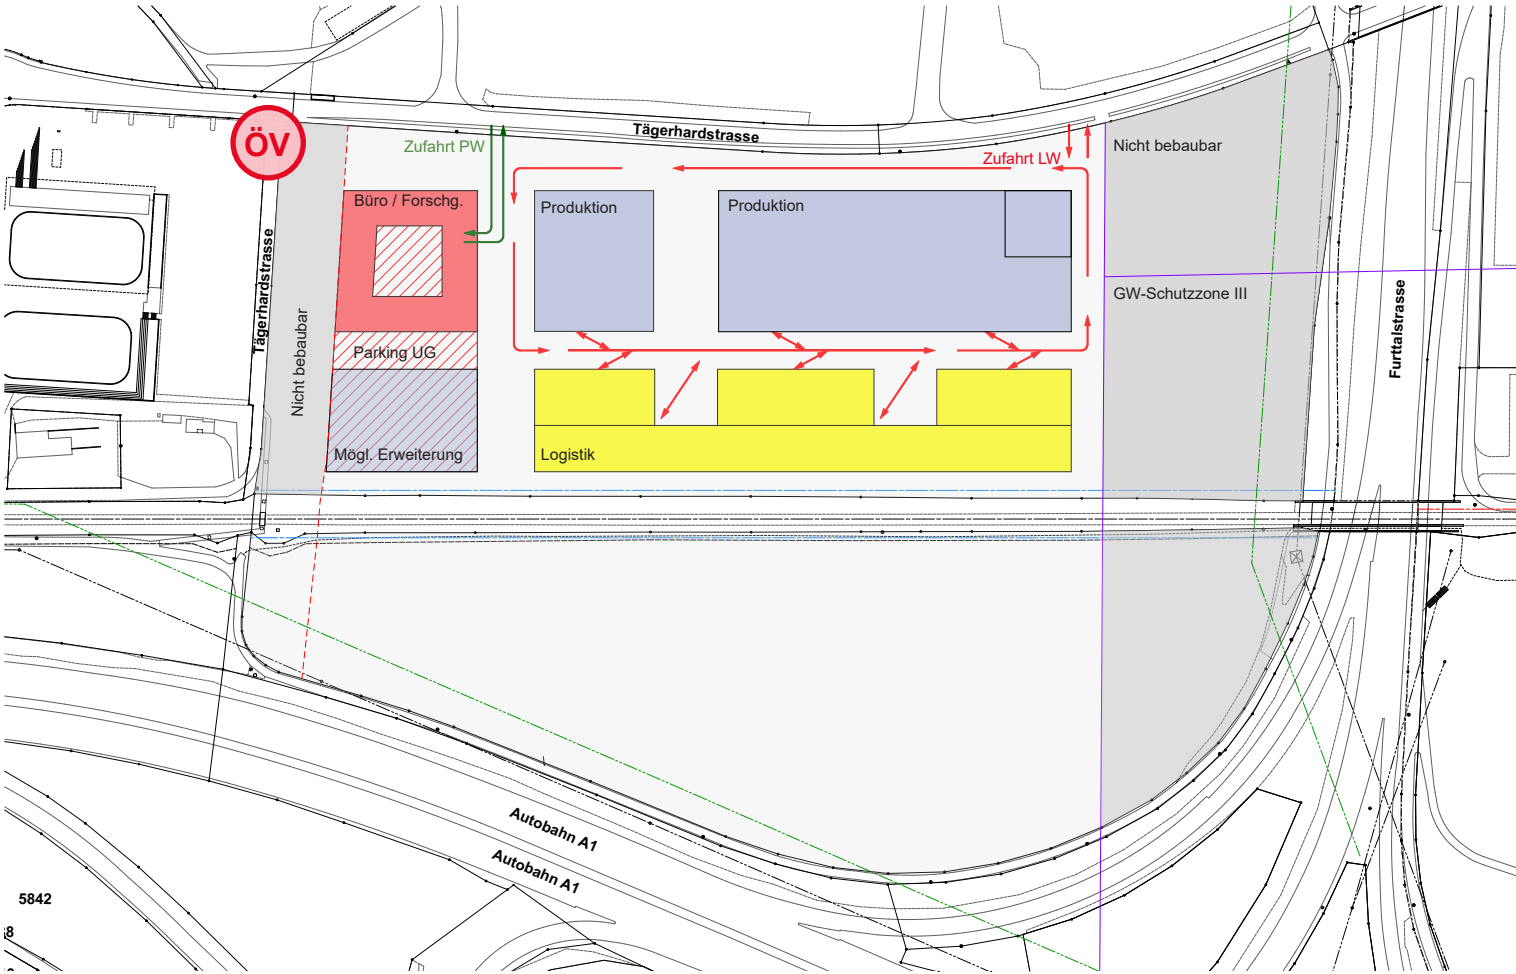 ÖV
Tägerhardstrasse
Zufahrt PW
Zufahrt LW
Nicht bebaubar
Büro / Forschg.
Produktion
Produktion
Tägerhardstrasse
Nicht bebaubar
GW-Schutzzone III
Furttalstrasse
Parking UG
Mögl. Erweiterung
Logistik
Autobahn A1
Autobahn A1
5842